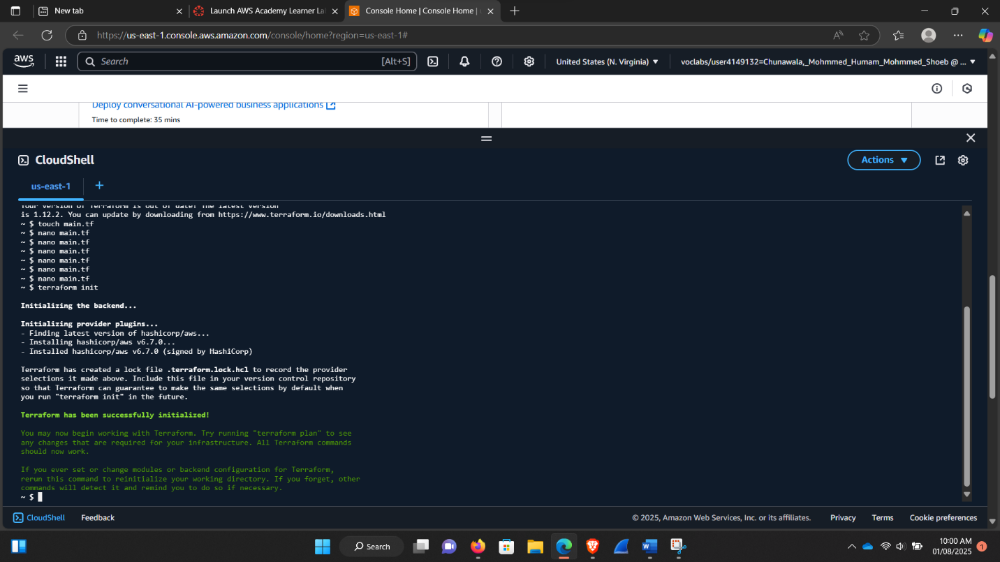 New tab
Launch AWS Academy Learner La
Console Home | Console Home |
https://us-east-1.console.aws.amazon.com/console/home?region=us-east-1#
aws
Search
[Alt+S]
United States (N. Virginia)
voclabs/user4149132=Chunawala,_Mohmmed_Humam_Mohmmed_Shoeb @ ...
Deploy conversational AI-powered business applications
Time to complete: 35 mins
CloudShell
Actions
us-east-1
Your version of Terraform is out of date! The latest version
is 1.12.2. You can update by downloading from https://www.terraform.io/downloads.html
~ $ touch main.tf
~ $ nano main.tf
~ $ nano main.tf
~ $ nano main.tf
~ $ nano main.tf
~ $ nano main.tf
~ $ nano main.tf
~ $ terraform init
Initializing the backend...
Initializing provider plugins...
- Finding latest version of hashicorp/aws...
- Installing hashicorp/aws v6.7.0...
- Installed hashicorp/aws v6.7.0 (signed by HashiCorp)
Terraform has created a lock file .terraform.lock.hcl to record the provider
selections it made above. Include this file in your version control repository
so that Terraform can guarantee to make the same selections by default when
you run "terraform init" in the future.
Terraform has been successfully initialized!
You may now begin working with Terraform. Try running "terraform plan" to see
any changes that are required for your infrastructure. All Terraform commands
should now work.
If you ever set or change modules or backend configuration for Terraform,
rerun this command to reinitialize your working directory. If you forget, other
commands will detect it and remind you to do so if necessary.
~ $
CloudShell
Feedback
© 2025, Amazon Web Services, Inc. or its affiliates.
Privacy
Terms
Cookie preferences
Search
10:00 AM
01/08/2025
1